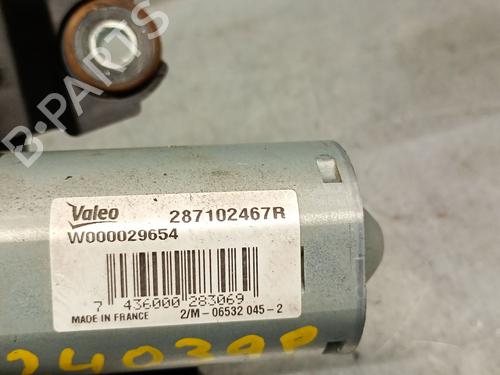 B-PARTS
Valeo 287102467R
W000029654
7 436000 283069
MADE IN FRANCE 2/M - 06532 045 - 2